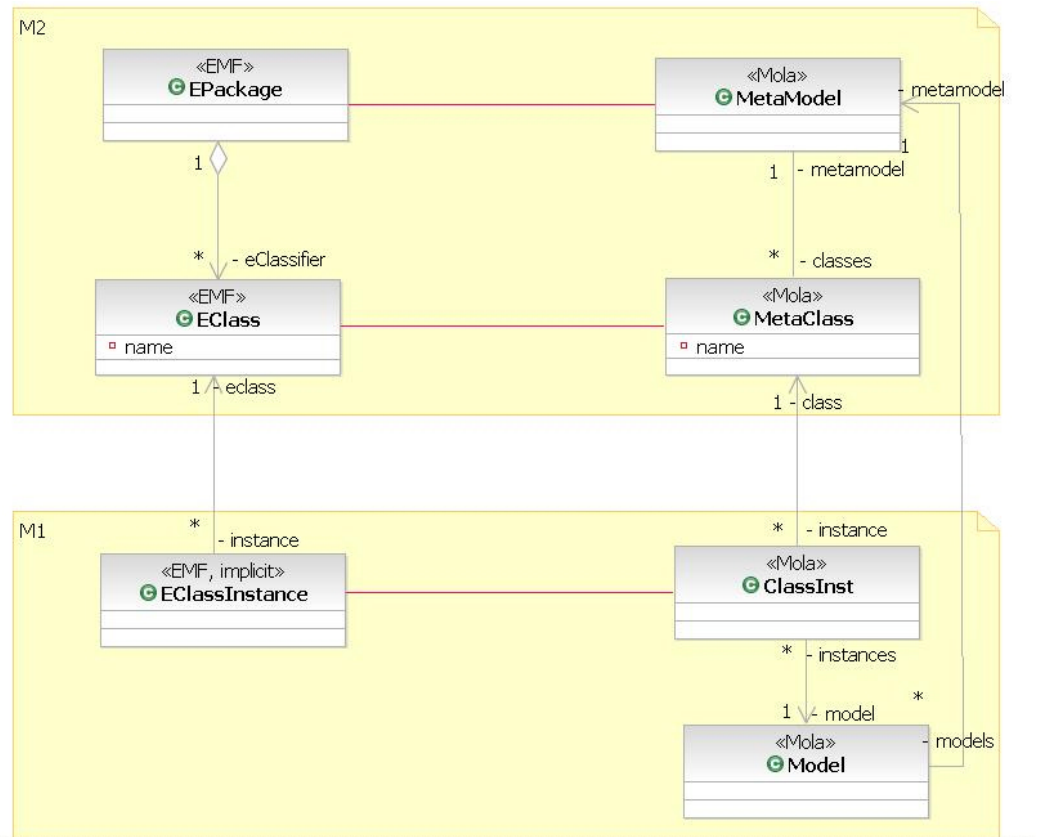 M2
«EMF»
EPackage
«Mola»
MetaModel
- metamodel
1
1
- metamodel
1
*
- eClassifier
*
- classes
«EMF»
EClass
name
«Mola»
MetaClass
name
1
- eclass
1
- class
M1
*
- instance
*
- instance
«EMF, implicit»
EClassInstance
«Mola»
ClassInst
*
- instances
*
1
- model
- models
«Mola»
Model